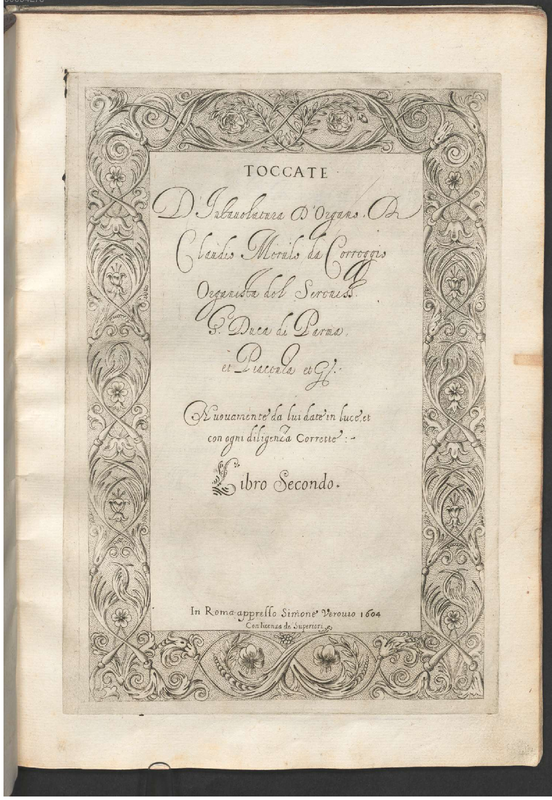 TOCCATE
D'Intavolatura D'Organo Di
Claudio Merulo da Correggio
Organista del Sereniss.
S. Duca di Parma
et Piacenza et Cs.
Nuovamente da lui date in luce, et
con ogni diligenza Corrette:-
Libro Secondo.
In Roma appresso Simone Verovio 1604
Con licenza de Superiori.